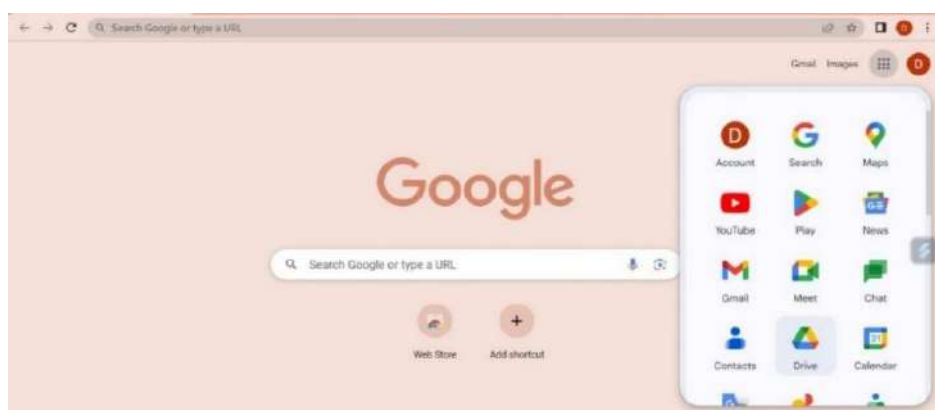 Search Google or type a URL
Gmail Images D
D
Account Search Maps
Google
YouTube Play News
Search Google or type a URL
Gmail Meet Chat
31
Web Store Add shortcut
Contacts Drive Calendar